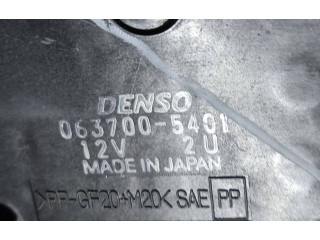 DENSO
063700-5401
12V 2U
MADE IN JAPAN
>PP-GF20+M20< SAE PP